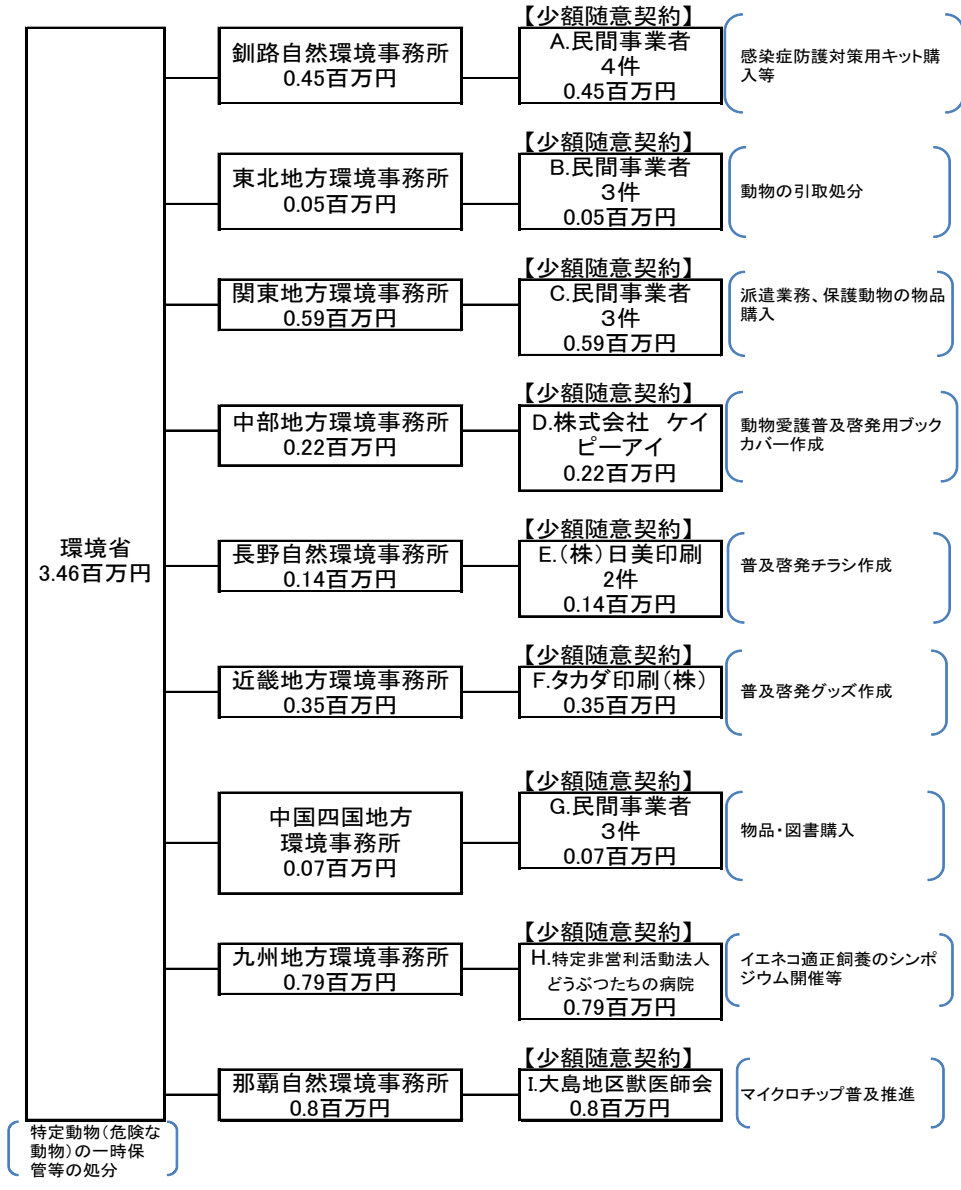 環境省
3.46百万円
特定動物（危険な
動物）の一時保
管等の処分
釧路自然環境事務所
0.45百万円
【少額随意契約】
A.民間事業者
４件
0.45百万円
感染症防護対策用キット購
入等
東北地方環境事務所
0.05百万円
【少額随意契約】
B.民間事業者
３件
0.05百万円
動物の引取処分
関東地方環境事務所
0.59百万円
【少額随意契約】
C.民間事業者
３件
0.59百万円
派遣業務、保護動物の物品
購入
中部地方環境事務所
0.22百万円
【少額随意契約】
D.株式会社　ケイ
ピーアイ
0.22百万円
動物愛護普及啓発用ブック
カバー作成
長野自然環境事務所
0.14百万円
【少額随意契約】
E.（株）日美印刷
2件
0.14百万円
普及啓発チラシ作成
近畿地方環境事務所
0.35百万円
【少額随意契約】
F.タカダ印刷（株）
0.35百万円
普及啓発グッズ作成
中国四国地方
環境事務所
0.07百万円
【少額随意契約】
G.民間事業者
３件
0.07百万円
物品・図書購入
九州地方環境事務所
0.79百万円
【少額随意契約】
H.特定非営利活動法人
どうぶつたちの病院
0.79百万円
イエネコ適正飼養のシンポ
ジウム開催等
那覇自然環境事務所
0.8百万円
【少額随意契約】
I.大島地区獣医師会
0.8百万円
マイクロチップ普及推進